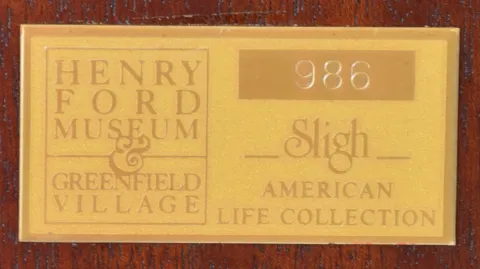 HENRY
FORD
MUSEUM
&
GREENFIELD
VILLAGE
986
Sligh
AMERICAN
LIFE COLLECTION